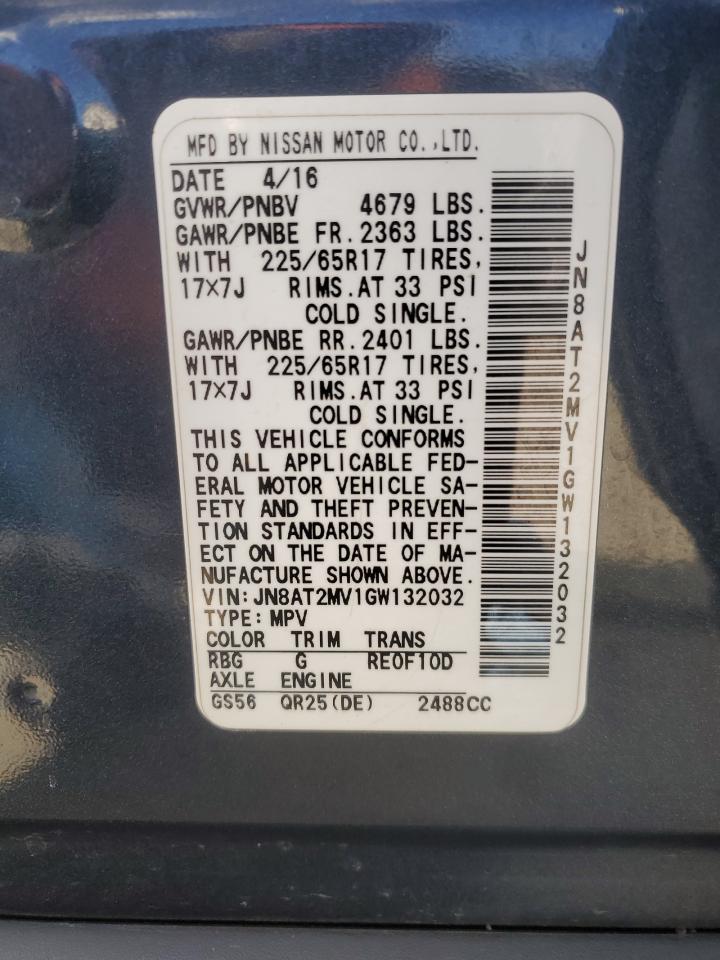 MFD BY NISSAN MOTOR CO.,LTD.
DATE 4/16
GVWR/PNBV 4679 LBS.
GAWR/PNBE FR.2363 LBS.
WITH 225/65R17 TIRES,
17×7J RIMS.AT 33 PSI
COLD SINGLE.
GAWR/PNBE RR.2401 LBS.
WITH 225/65R17 TIRES,
17×7J RIMS.AT 33 PSI
COLD SINGLE.
THIS VEHICLE CONFORMS
TO ALL APPLICABLE FED-
ERAL MOTOR VEHICLE SA-
FETY AND THEFT PREVEN-
TION STANDARDS IN EFF-
ECT ON THE DATE OF MA-
NUFACTURE SHOWN ABOVE.
VIN:JN8AT2MV1GW132032
TYPE:MPV
COLOR TRIM TRANS
RBG G RE0F10D
AXLE ENGINE
GS56 QR25(DE) 2488CC
JN8AT2MV1GW132032